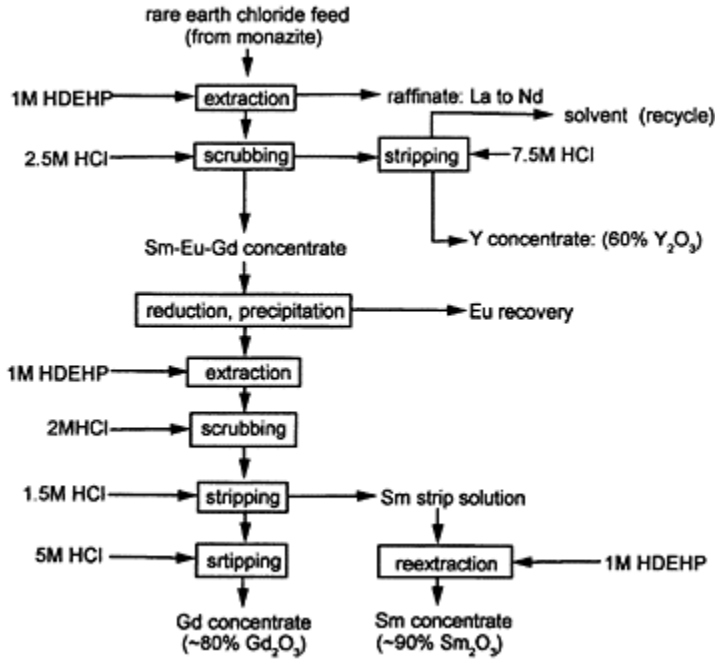 rare earth chloride feed
(from monazite)
1M HDEHP
extraction
raffinate: La to Nd
solvent (recycle)
2.5M HCl
scrubbing
stripping
7.5M HCl
Y concentrate: (60% Y₂O₃)
Sm-Eu-Gd concentrate
reduction, precipitation
Eu recovery
1M HDEHP
extraction
2MHCl
scrubbing
1.5M HCl
stripping
Sm strip solution
5M HCl
srtipping
reextraction
1M HDEHP
Gd concentrate
(~80% Gd₂O₃)
Sm concentrate
(~90% Sm₂O₃)